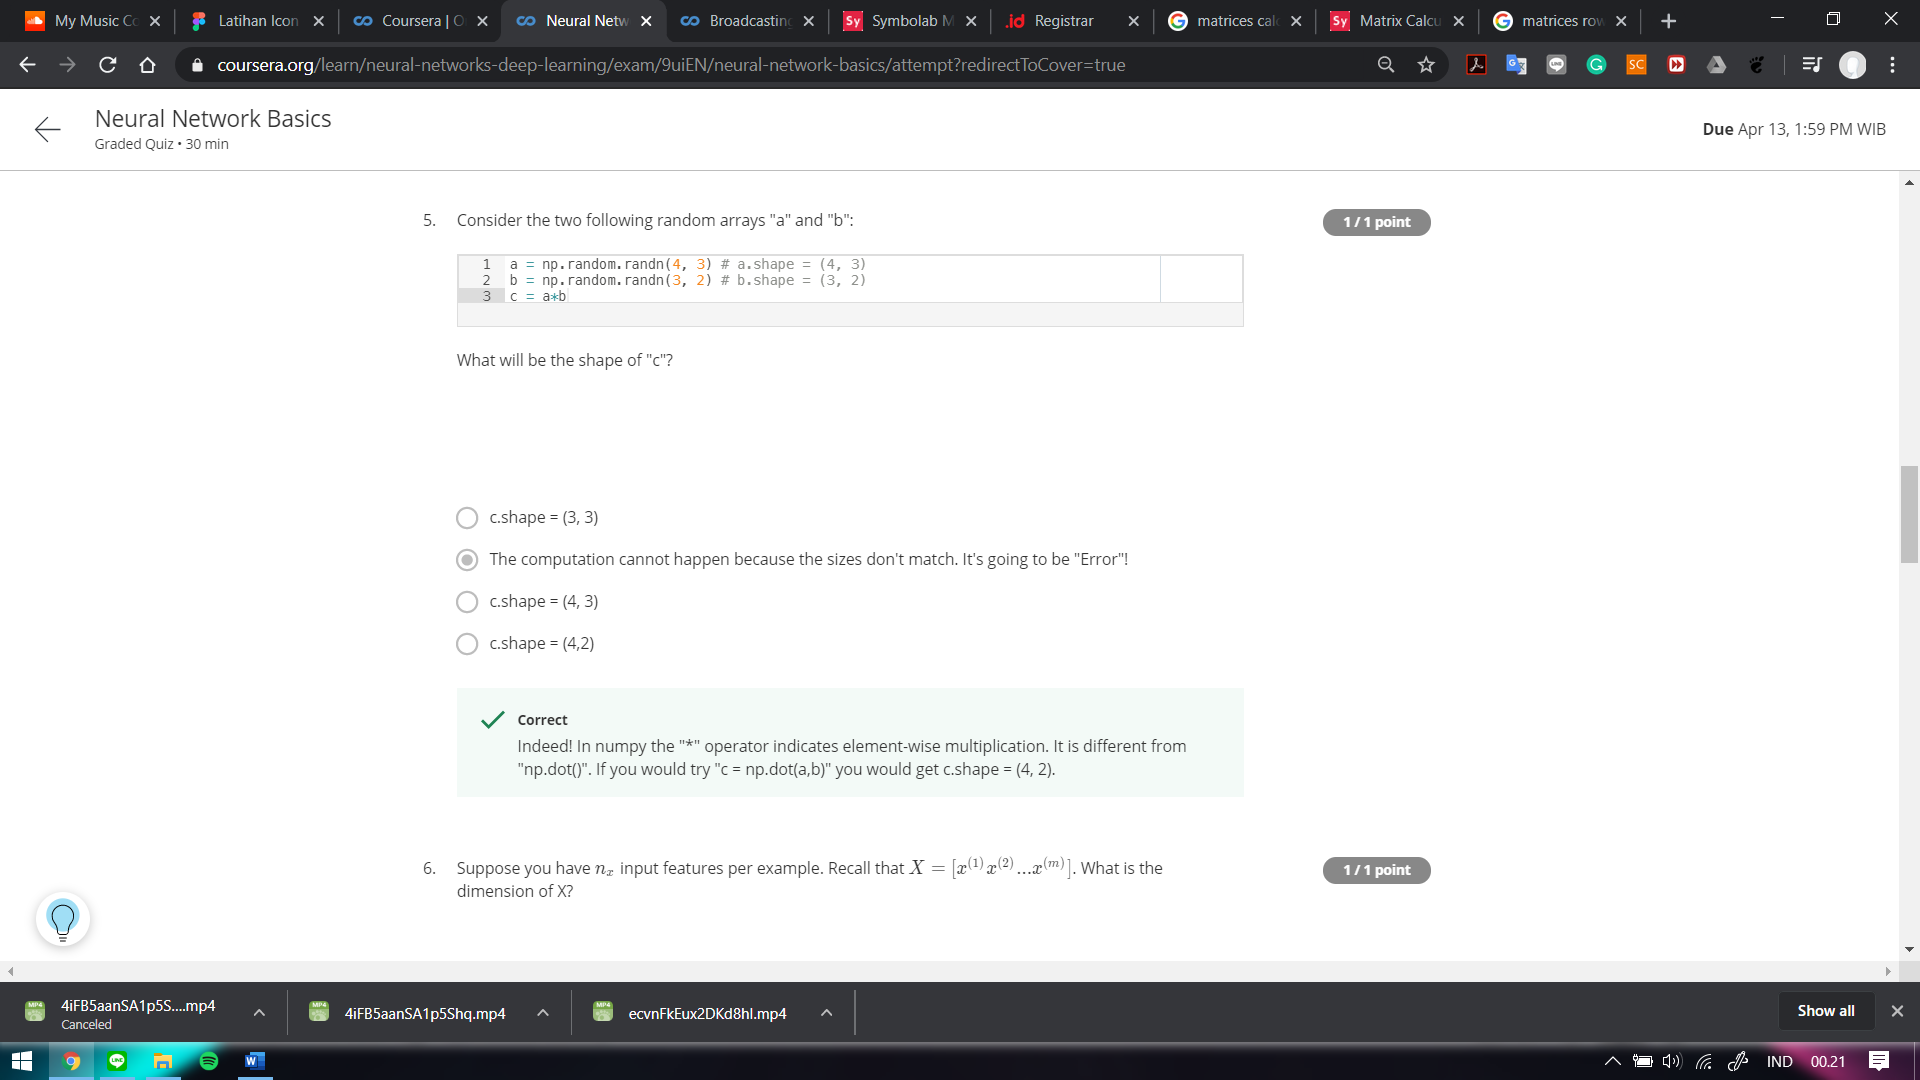 My Music Co
Latihan Icon
Coursera | O
Neural Netw
Broadcasting
Sy Symbolab M
.id Registrar
matrices calc
Sy Matrix Calcu
matrices row
coursera.org/learn/neural-networks-deep-learning/exam/9uiEN/neural-network-basics/attempt?redirectToCover=true
Neural Network Basics
Graded Quiz • 30 min
Due Apr 13, 1:59 PM WIB
5. Consider the two following random arrays "a" and "b":
1 / 1 point
1 a = np.random.randn(4, 3) # a.shape = (4, 3)
2 b = np.random.randn(3, 2) # b.shape = (3, 2)
3 c = a*b
What will be the shape of "c"?
c.shape = (3, 3)
The computation cannot happen because the sizes don't match. It's going to be "Error"!
c.shape = (4, 3)
c.shape = (4,2)
Correct
Indeed! In numpy the "*" operator indicates element-wise multiplication. It is different from
"np.dot()". If you would try "c = np.dot(a,b)" you would get c.shape = (4, 2).
6. Suppose you have nₓ input features per example. Recall that X = [x^(1) x^(2) ... x^(m)]. What is the
1 / 1 point
dimension of X?
4iFB5aanSA1p5S....mp4
Canceled
4iFB5aanSA1p5Shq.mp4
ecvnFkEux2DKd8hl.mp4
Show all
IND
00.21